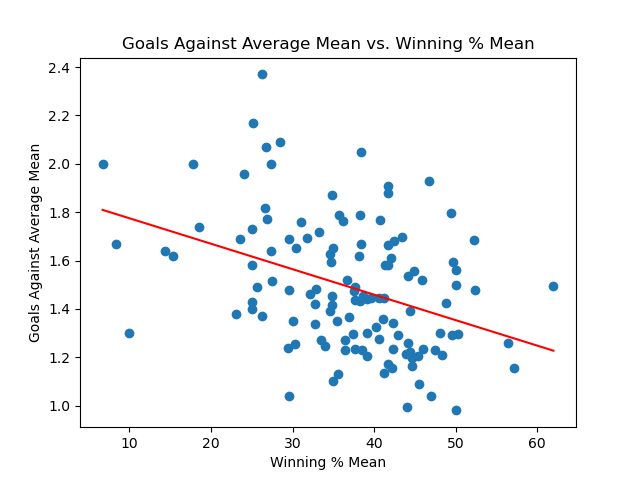 Goals Against Average Mean vs. Winning % Mean
2.4
2.2
2.0
1.8
1.6
1.4
1.2
1.0
Goals Against Average Mean
10 20 30 40 50 60
Winning % Mean